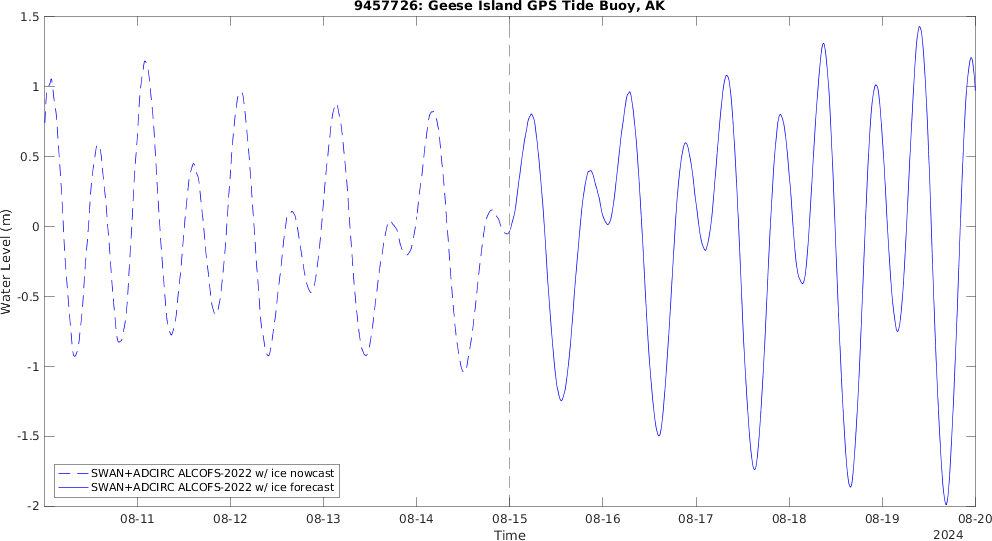 9457726: Geese Island GPS Tide Buoy, AK
Water Level (m)
1.5
1
0.5
0
-0.5
-1
-1.5
-2
SWAN+ADCIRC ALCOFS-2022 w/ ice nowcast
SWAN+ADCIRC ALCOFS-2022 w/ ice forecast
08-11 08-12 08-13 08-14 08-15 08-16 08-17 08-18 08-19 08-20
Time
2024